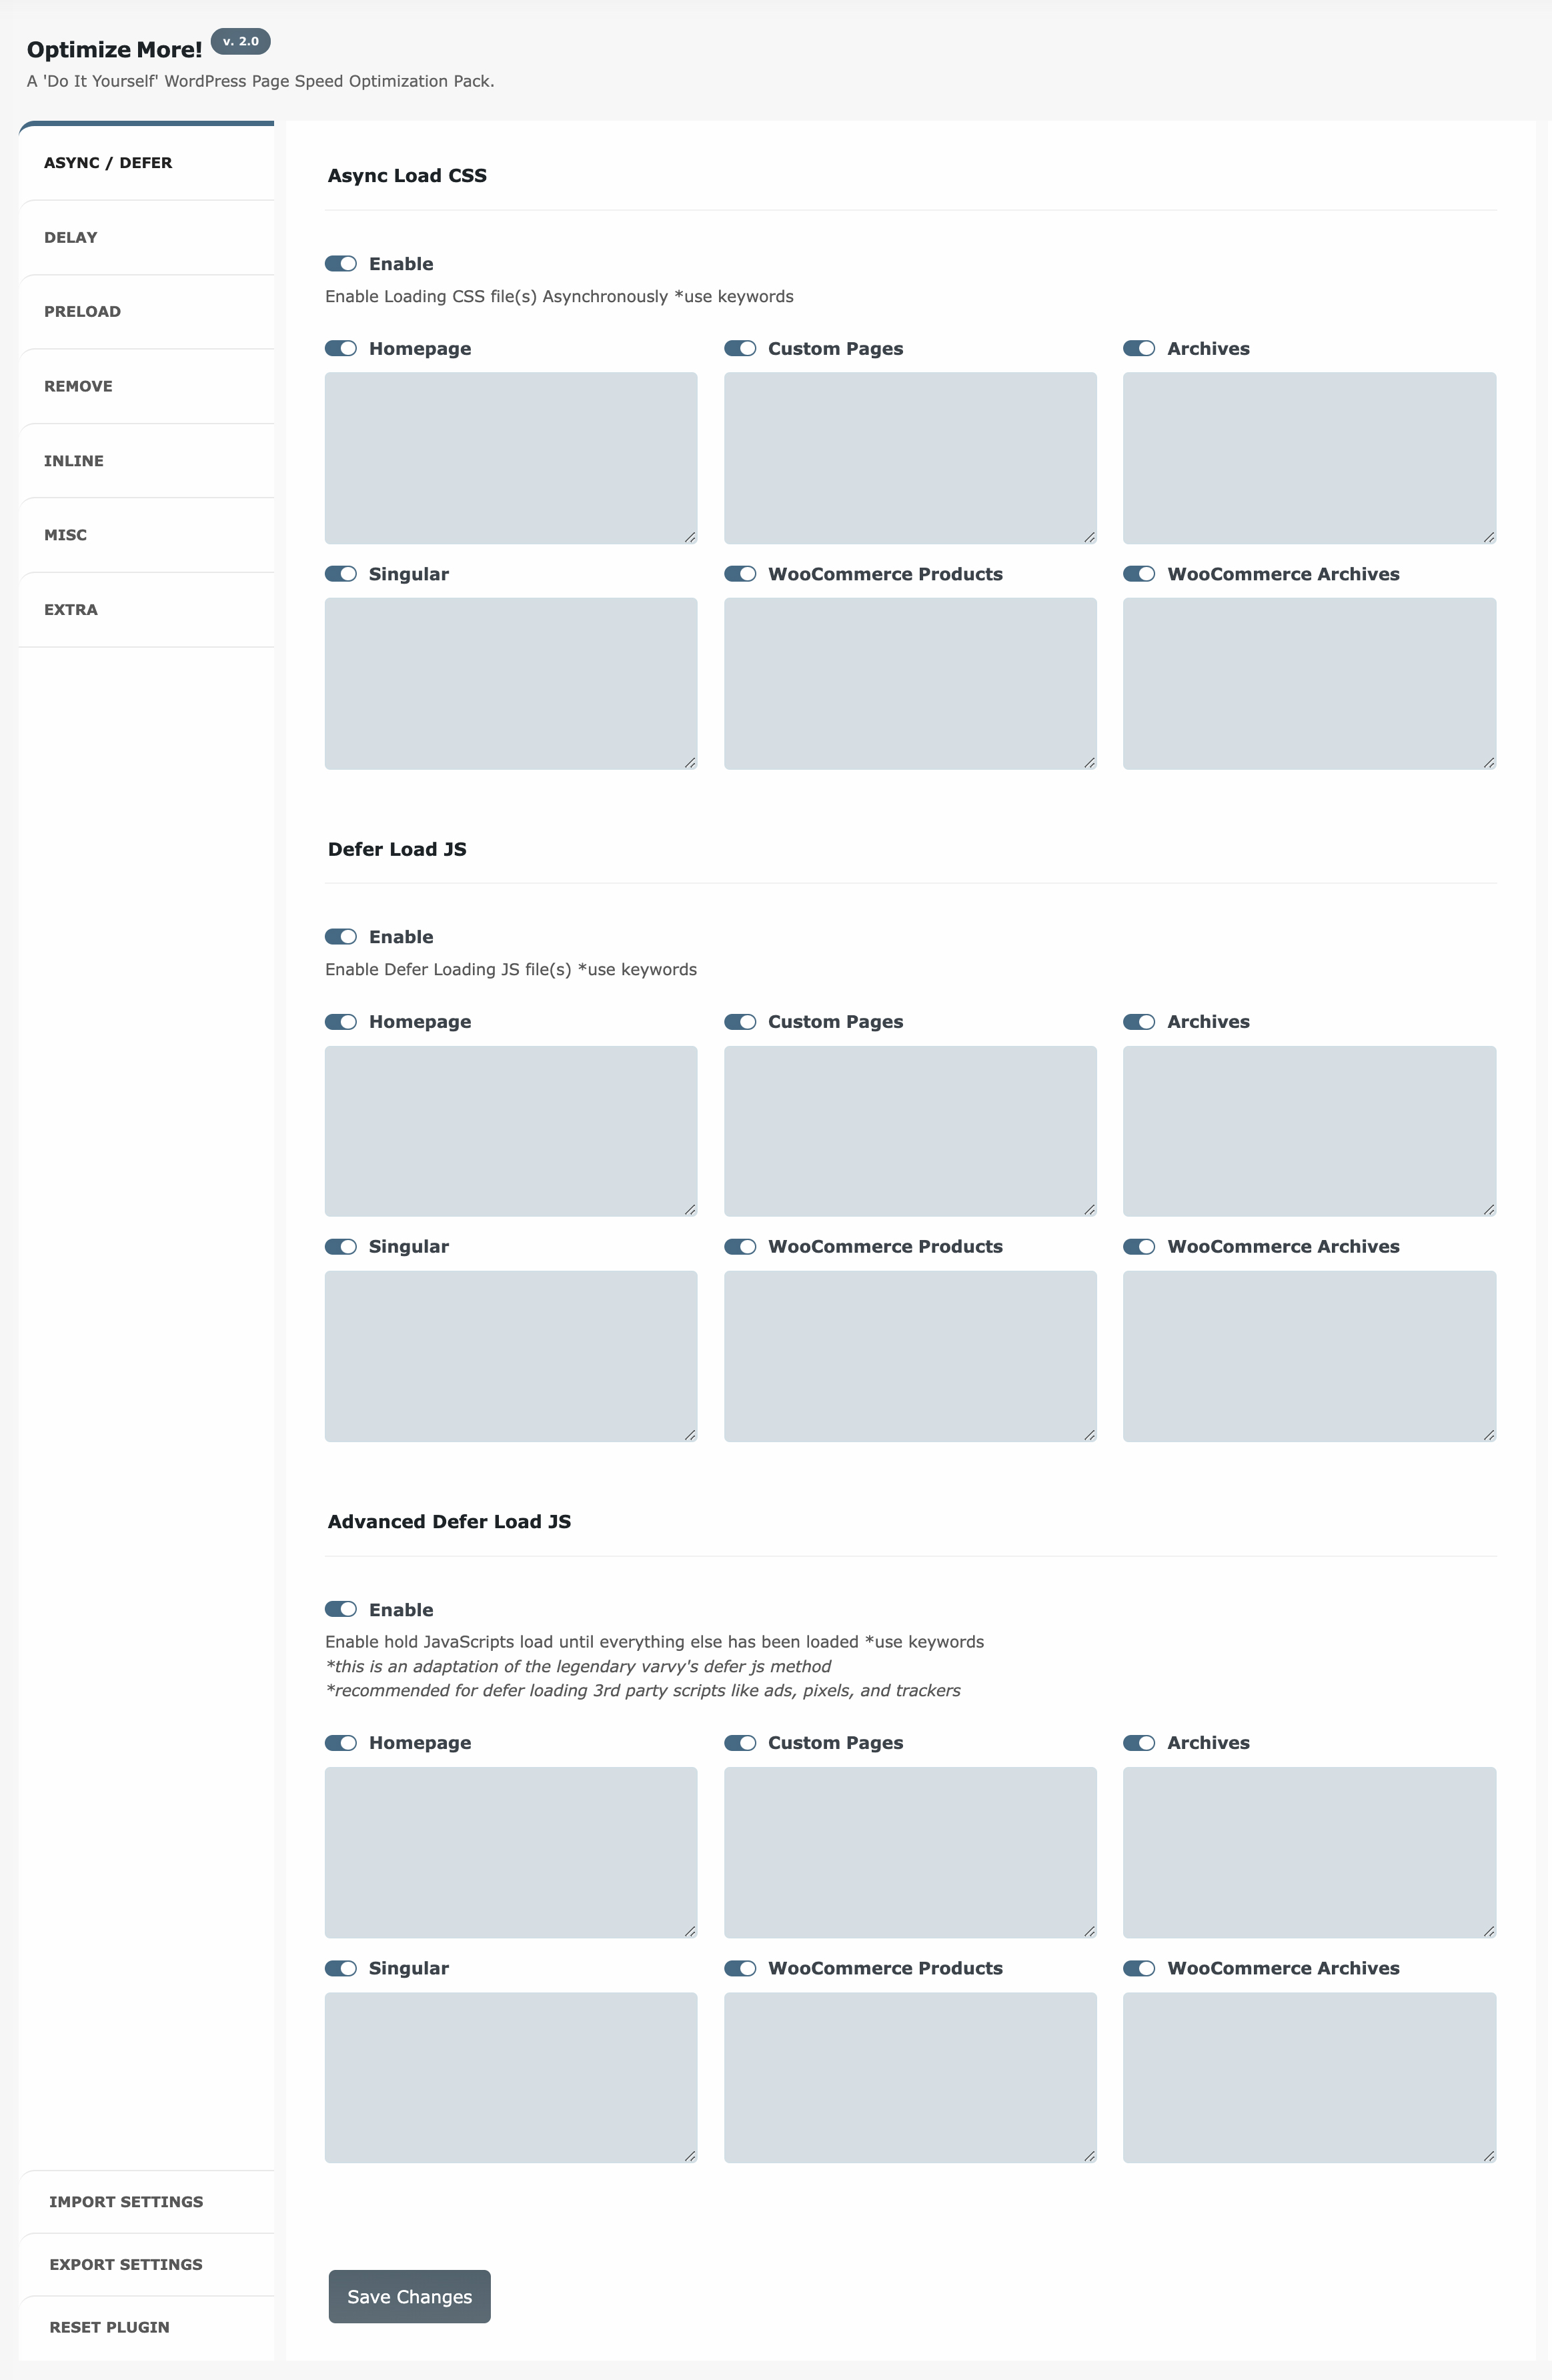 Optimize More! v. 2.0
A 'Do It Yourself' WordPress Page Speed Optimization Pack.
ASYNC / DEFER
DELAY
PRELOAD
REMOVE
INLINE
MISC
EXTRA
IMPORT SETTINGS
EXPORT SETTINGS
RESET PLUGIN
Async Load CSS
Enable
Enable Loading CSS file(s) Asynchronously *use keywords
Homepage
Custom Pages
Archives
Singular
WooCommerce Products
WooCommerce Archives
Defer Load JS
Enable
Enable Defer Loading JS file(s) *use keywords
Homepage
Custom Pages
Archives
Singular
WooCommerce Products
WooCommerce Archives
Advanced Defer Load JS
Enable
Enable hold JavaScripts load until everything else has been loaded *use keywords
*this is an adaptation of the legendary varvy's defer js method
*recommended for defer loading 3rd party scripts like ads, pixels, and trackers
Homepage
Custom Pages
Archives
Singular
WooCommerce Products
WooCommerce Archives
Save Changes